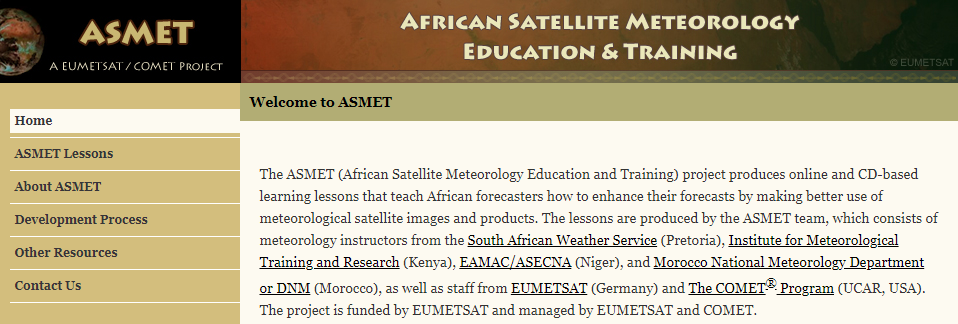 ASMET
A EUMETSAT / COMET PROJECT
AFRICAN SATELLITE METEOROLOGY
EDUCATION & TRAINING
© EUMETSAT
Home
ASMET Lessons
About ASMET
Development Process
Other Resources
Contact Us
Welcome to ASMET
The ASMET (African Satellite Meteorology Education and Training) project produces online and CD-based
learning lessons that teach African forecasters how to enhance their forecasts by making better use of
meteorological satellite images and products. The lessons are produced by the ASMET team, which consists of
meteorology instructors from the South African Weather Service (Pretoria), Institute for Meteorological
Training and Research (Kenya), EAMAC/ASECNA (Niger), and Morocco National Meteorology Department
or DNM (Morocco), as well as staff from EUMETSAT (Germany) and The COMET® Program (UCAR, USA).
The project is funded by EUMETSAT and managed by EUMETSAT and COMET.